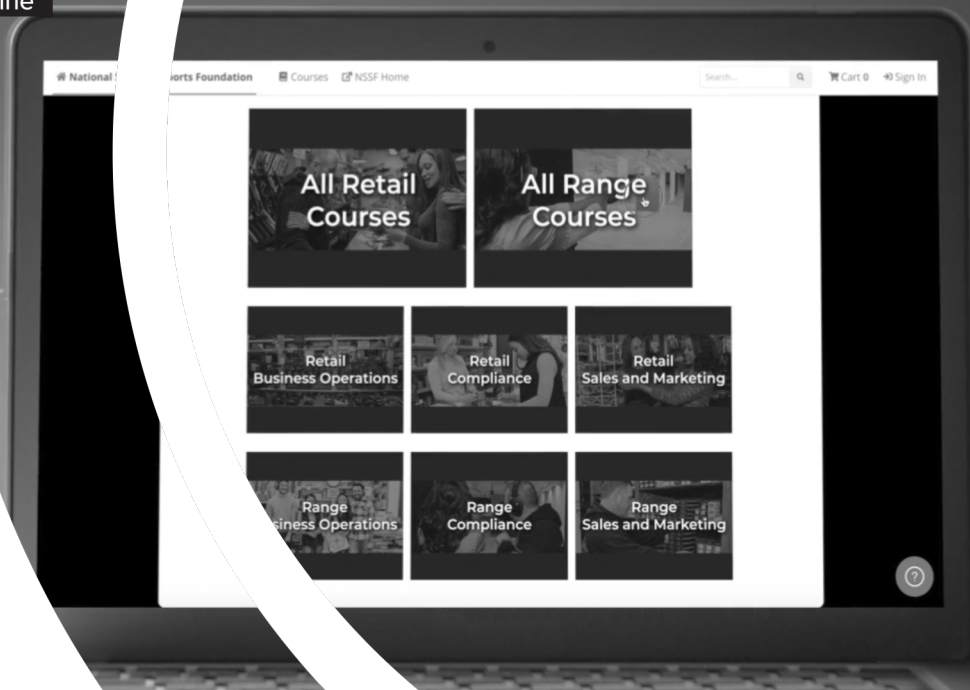 National orts Foundation Courses NSSF Home Search... Cart 0 Sign In
All Retail
Courses
All Range
Courses
Retail
Business Operations
Retail
Compliance
Retail
Sales and Marketing
Range
siness Operations
Range
Compliance
Range
Sales and Marketing
?